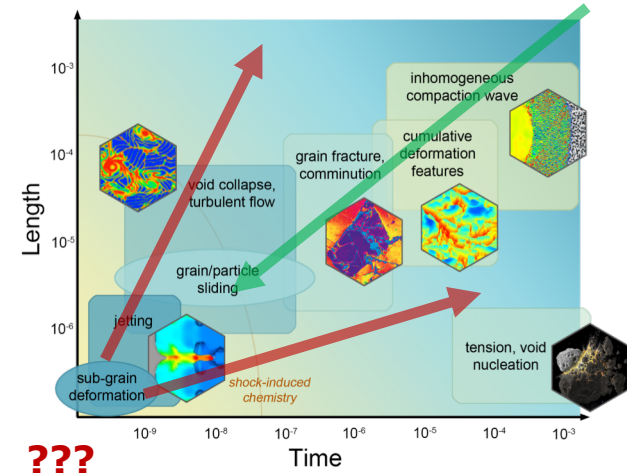 10-3
10-4
10-5
10-6
Length
inhomogeneous
compaction wave
cumulative
deformation
features
grain fracture,
comminution
void collapse,
turbulent flow
grain/particle
sliding
jetting
sub-grain
deformation
shock-induced
chemistry
tension, void
nucleation
10-9
10-8
10-7
10-6
10-5
10-4
10-3
Time
???